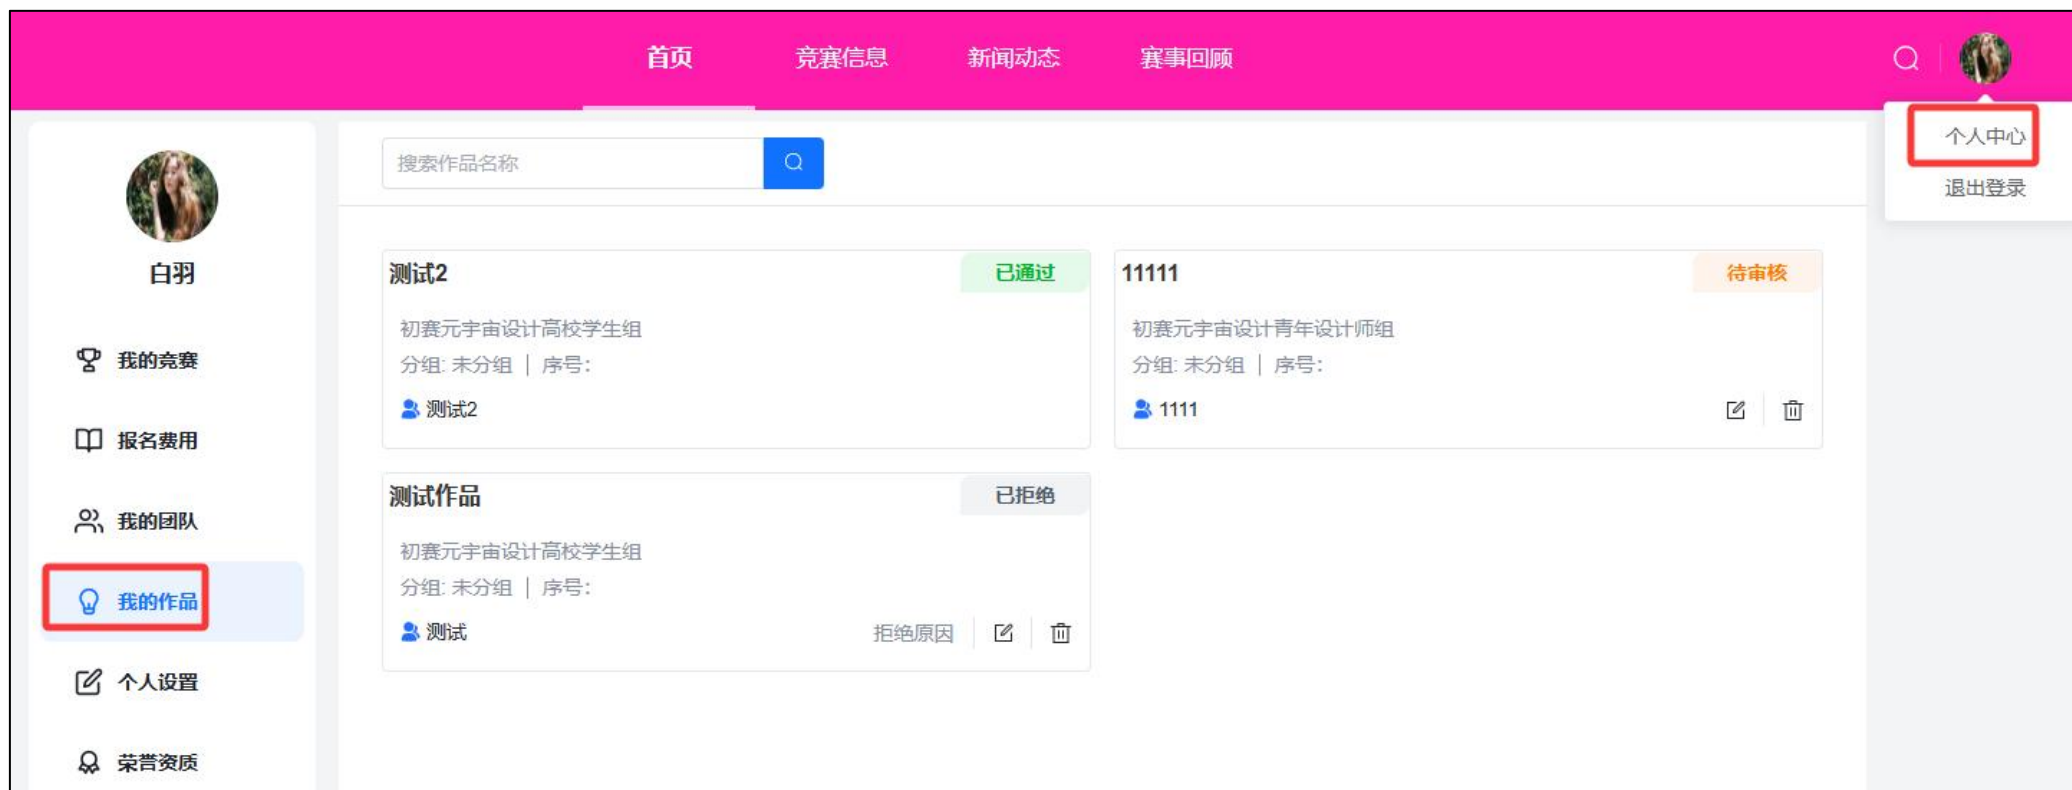 首页
竞赛信息
新闻动态
赛事回顾
个人中心
退出登录
白羽
我的竞赛
报名费用
我的团队
我的作品
个人设置
荣誉资质
搜索作品名称
测试2
已通过
初赛元宇宙设计高校学生组
分组: 未分组 | 序号:
测试2
11111
待审核
初赛元宇宙设计青年设计师组
分组: 未分组 | 序号:
1111
测试作品
已拒绝
初赛元宇宙设计高校学生组
分组: 未分组 | 序号:
测试
拒绝原因